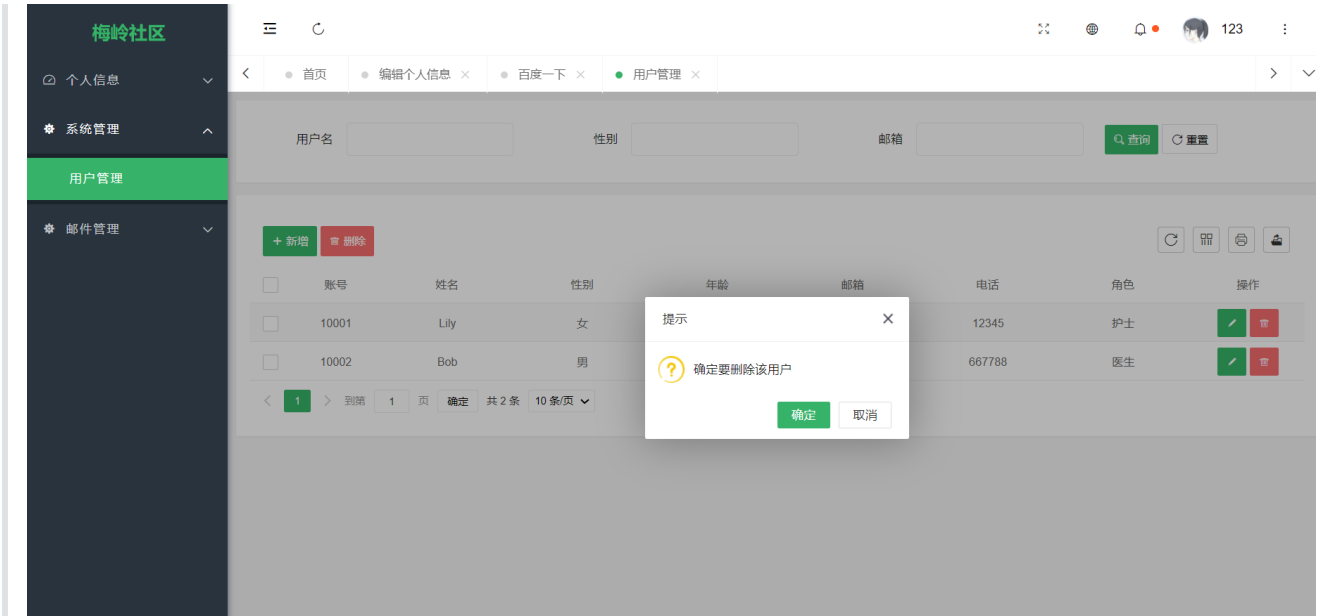 梅岭社区
123
个人信息
首页 编辑个人信息 百度一下 用户管理
系统管理
用户名 性别 邮箱 查询 重置
用户管理
邮件管理
新增 删除
账号 姓名 性别 年龄 邮箱 电话 角色 操作
10001 Lily 女 12345 护士
10002 Bob 男 667788 医生
提示
确定要删除该用户
确定 取消
1 到第 1 页 确定 共 2 条 10 条/页